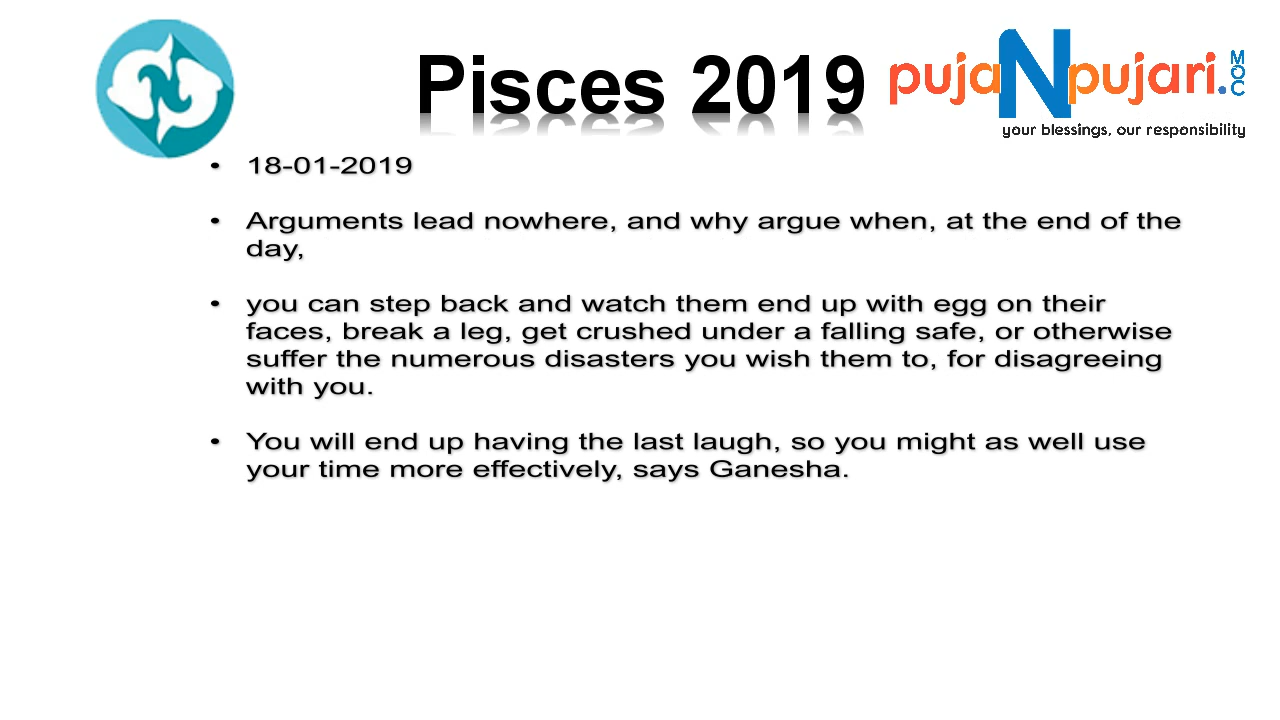 Pisces 2019
pujaNpujari.COM
your blessings, our responsibility
• 18-01-2019
• Arguments lead nowhere, and why argue when, at the end of the
day,
• you can step back and watch them end up with egg on their
faces, break a leg, get crushed under a falling safe, or otherwise
suffer the numerous disasters you wish them to, for disagreeing
with you.
• You will end up having the last laugh, so you might as well use
your time more effectively, says Ganesha.